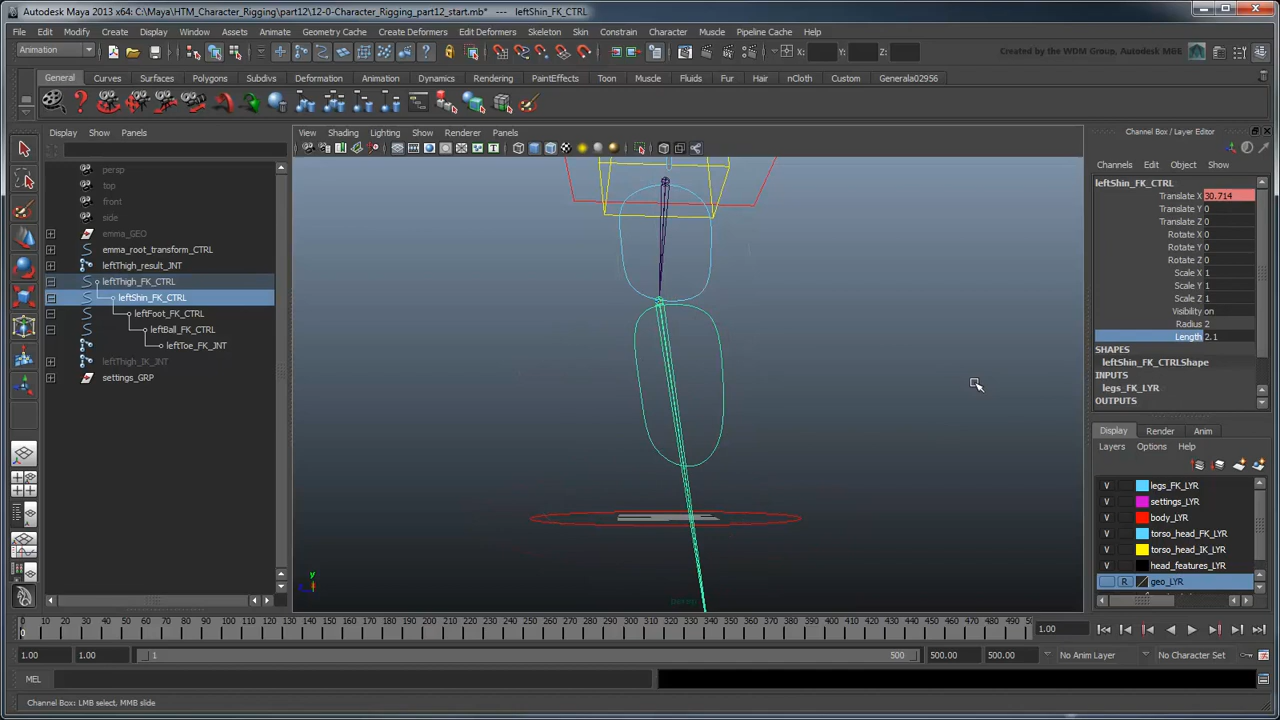 Autodesk Maya 2013 x64: C:\Maya\HTM_Character_Rigging\part12\12-0-Character_Rigging_part12_start.mb* --- leftShin_FK_CTRL
File Edit Modify Create Display Window Assets Animate Geometry Cache Create Deformers Edit Deformers Skeleton Skin Constrain Character Muscle Pipeline Cache Help
Animation X: Y: Z: Created by the WDM Group, Autodesk MBE
General Curves Surfaces Polygons Subdivs Deformation Animation Dynamics Rendering PaintEffects Toon Muscle Fluids Fur Hair nCloth Custom Generala02956
Channel Box / Layer Editor
Display Show Panels View Shading Lighting Show Renderer Panels
Channels Edit Object Show
persp
top
front
side
emma_GEO
emma_root_transform_CTRL
leftThigh_result_JNT
leftThigh_FK_CTRL
leftShin_FK_CTRL
leftFoot_FK_CTRL
leftBall_FK_CTRL
leftToe_FK_JNT
leftThigh_IK_JNT
settings_GRP
y
persp
leftShin_FK_CTRL
Translate X 30.714
Translate Y 0
Translate Z 0
Rotate X 0
Rotate Y 0
Rotate Z 0
Scale X 1
Scale Y 1
Scale Z 1
Visibility on
Radius 2
Length 2.1
SHAPES
leftShin_FK_CTRLShape
INPUTS
legs_FK_LYR
OUTPUTS
Display Render Anim
Layers Options Help
V legs_FK_LYR
V settings_LYR
V body_LYR
V torso_head_FK_LYR
V torso_head_IK_LYR
V head_features_LYR
R geo_LYR
0 10 20 30 40 50 60 70 80 90 100 110 120 130 140 150 160 170 180 190 200 210 220 230 240 250 260 270 280 290 300 310 320 330 340 350 360 370 380 390 400 410 420 430 440 450 460 470 480 490 500
0 1.00
1.00 1.00 1 500 500.00 500.00 No Anim Layer No Character Set
MEL
Channel Box: LMB select, MMB slide